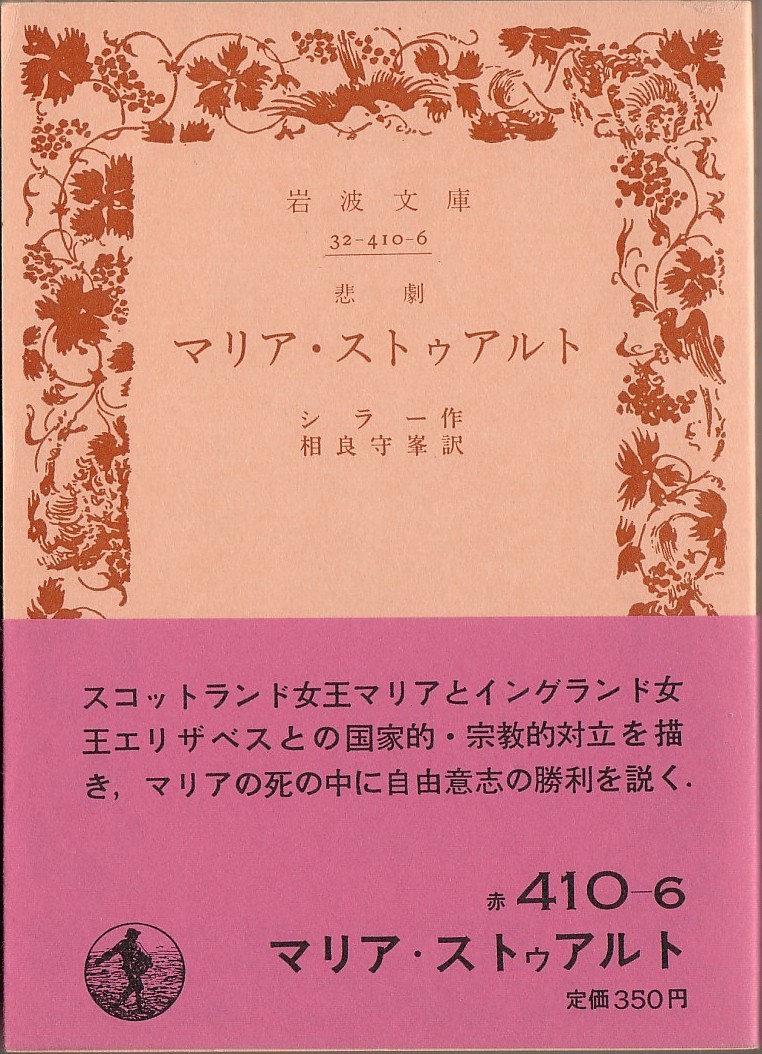 岩波文庫
32-410-6
悲劇
マリア・ストゥアルト
シラー作
相良守峯訳
スコットランド女王マリアとイングランド女
王エリザベスとの国家的・宗教的対立を描
き，マリアの死の中に自由意志の勝利を説く．
赤 410-6
マリア・ストゥアルト
定価350円